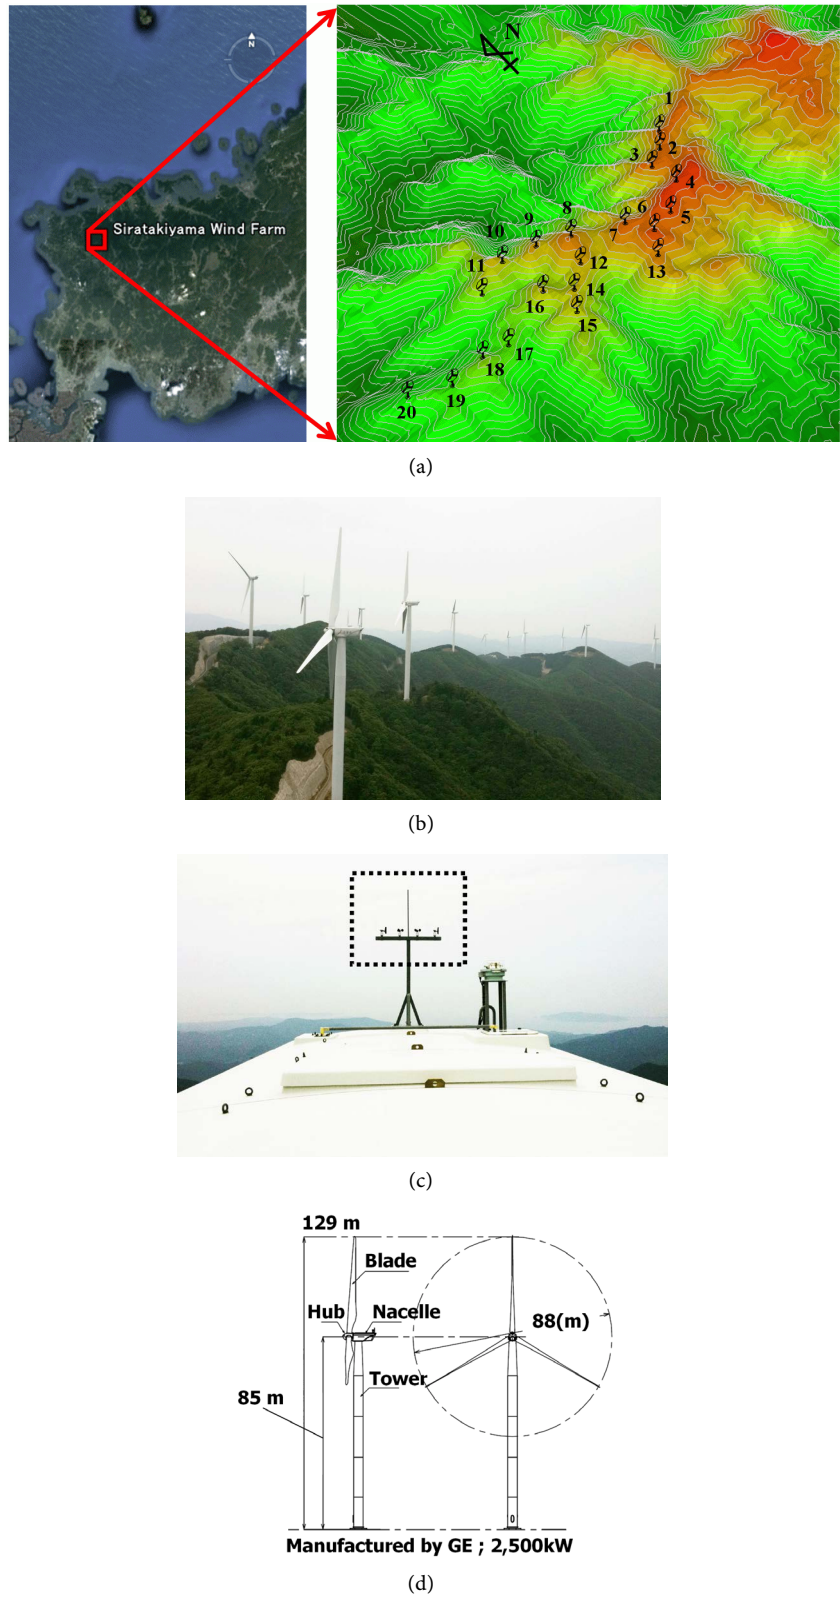 N
Siratakiyama Wind Farm
N
1
2
3
4
5
6
7
8
9
10
11
12
13
14
15
16
17
18
19
20
(a)
(b)
(c)
129 m
Blade
Hub
Nacelle
88(m)
Tower
85 m
Manufactured by GE ; 2,500kW
(d)